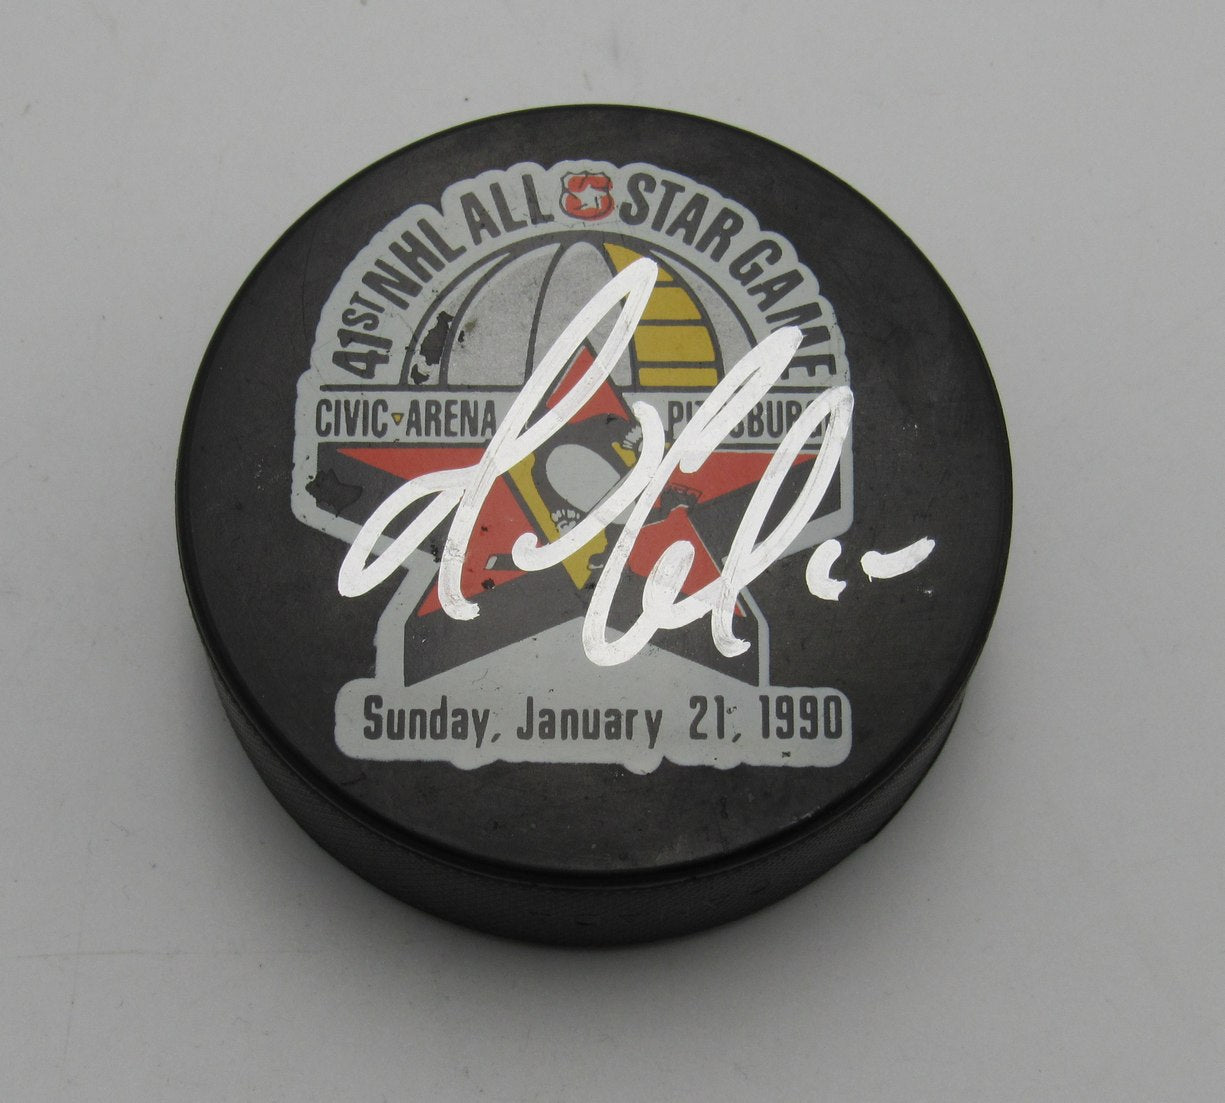 41ST NHL ALL STAR GAME
CIVIC ARENA PITTSBURGH
Sunday, January 21, 1990